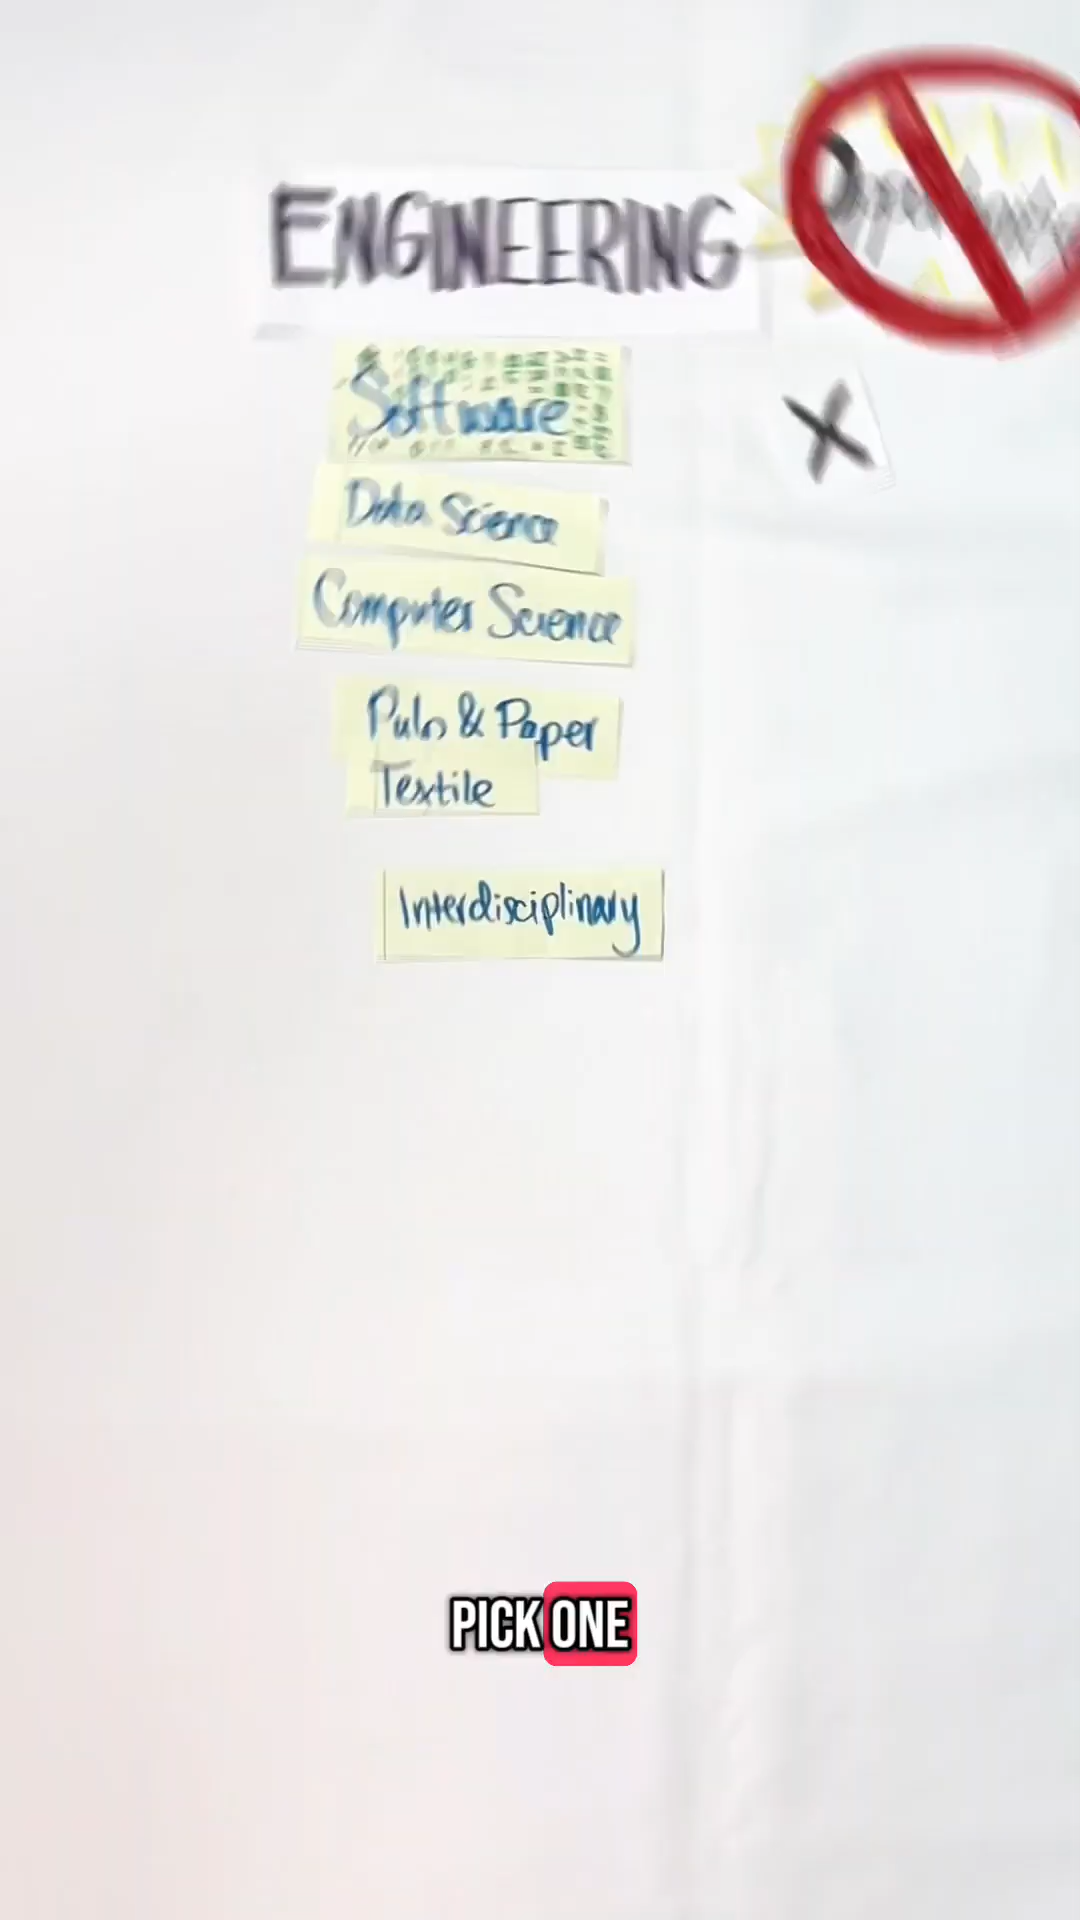 ENGINEERING
Software
Data Science
Computer Science
Pulp & Paper
Textile
Interdisciplinary
X
PICK ONE